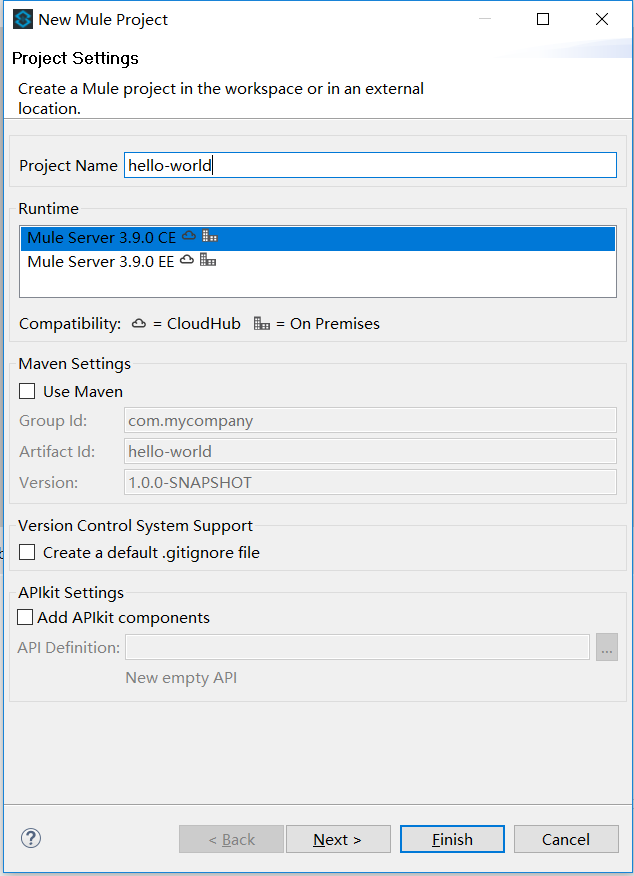 New Mule Project
Project Settings
Create a Mule project in the workspace or in an external
location.
Project Name hello-world
Runtime
Mule Server 3.9.0 CE
Mule Server 3.9.0 EE
Compatibility: = CloudHub = On Premises
Maven Settings
Use Maven
Group Id: com.mycompany
Artifact Id: hello-world
Version: 1.0.0-SNAPSHOT
Version Control System Support
Create a default .gitignore file
APIkit Settings
Add APIkit components
API Definition: ...
New empty API
? < Back Next > Finish Cancel